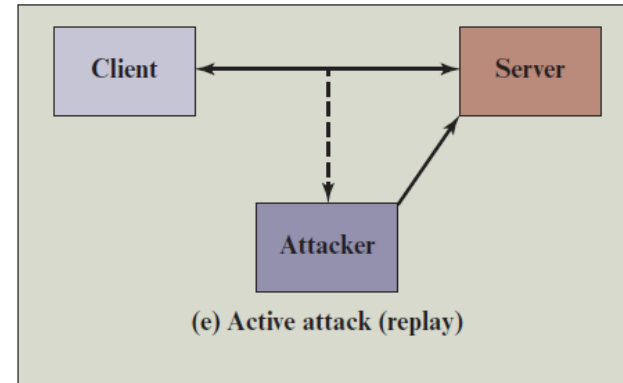 Client
Server
Attacker
(e) Active attack (replay)